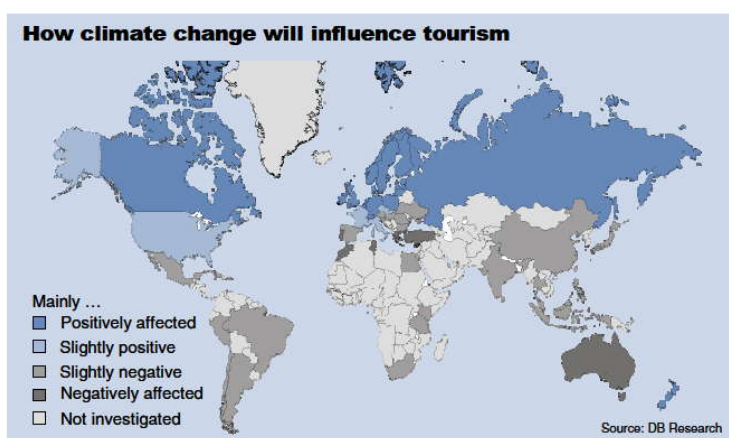 How climate change will influence tourism
Mainly ...
Positively affected
Slightly positive
Slightly negative
Negatively affected
Not investigated
Source: DB Research